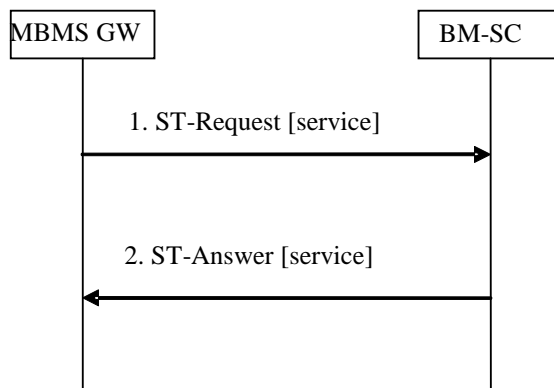 MBMS GW
BM-SC
1. ST-Request [service]
2. ST-Answer [service]